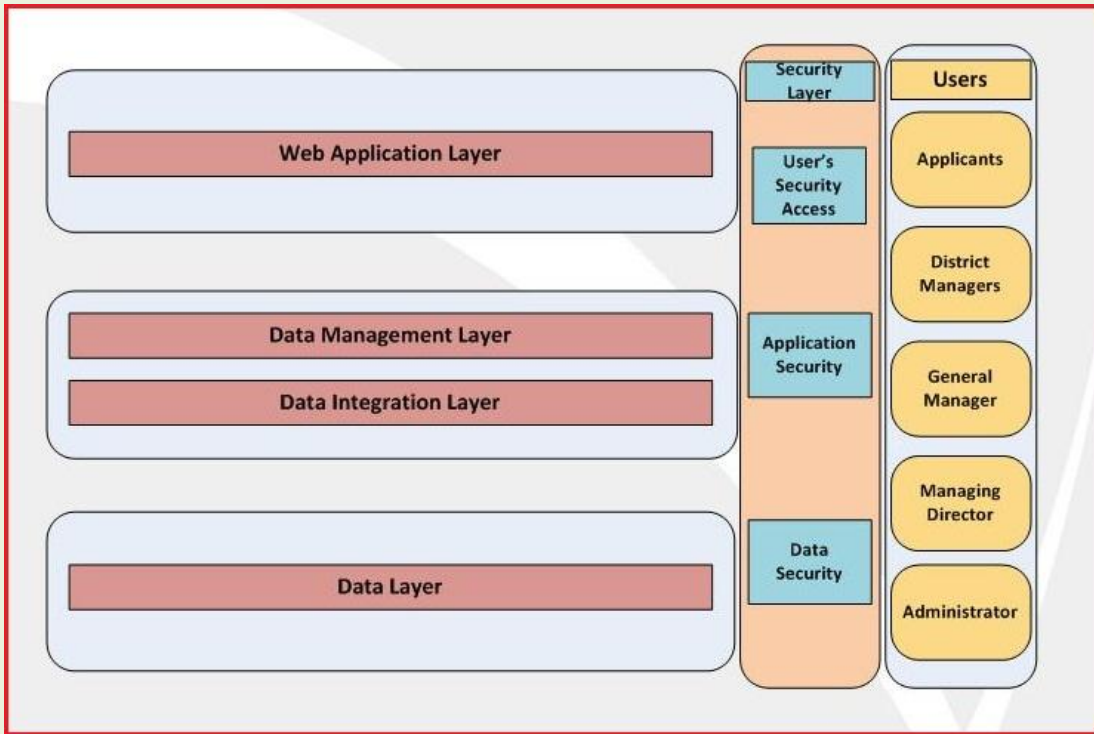 Web Application Layer
Data Management Layer
Data Integration Layer
Data Layer
Security
Layer
User's
Security
Access
Application
Security
Data
Security
Users
Applicants
District
Managers
General
Manager
Managing
Director
Administrator